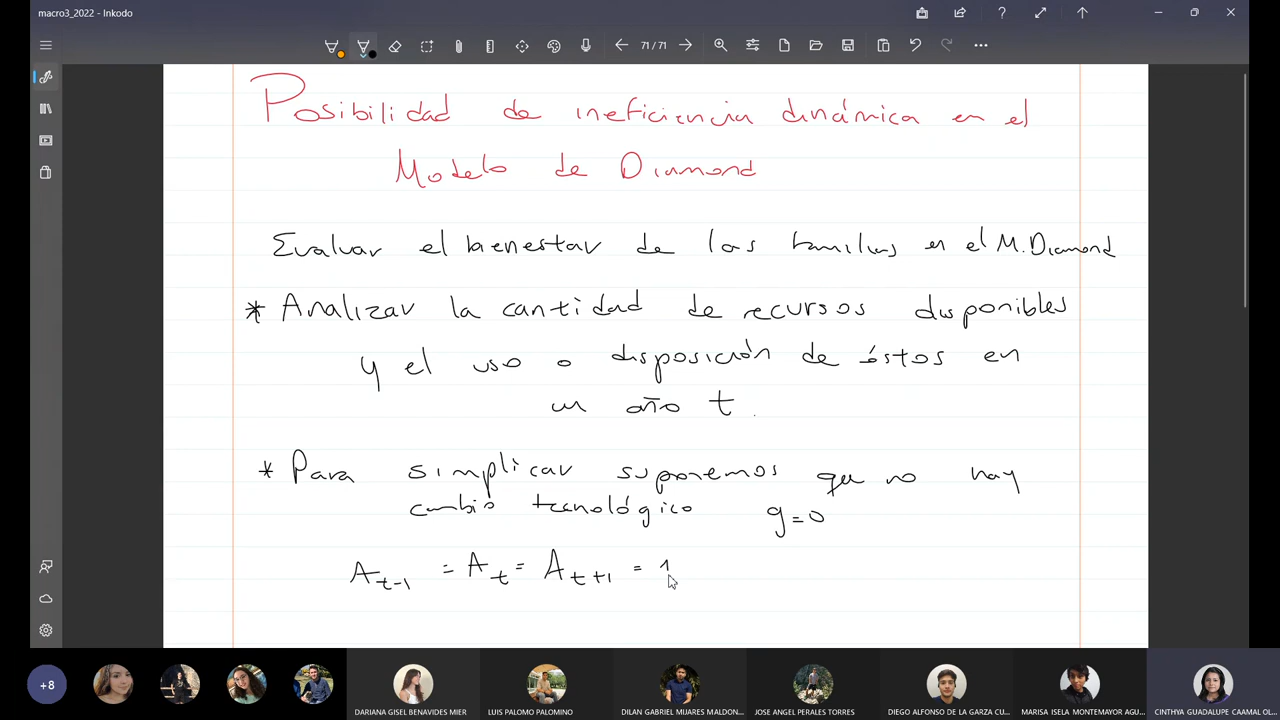 macro3_2022 - Inkodo
71 / 71
Posibilidad de ineficiencia dinámica en el
Modelo de Diamond
Evaluar el bienestar de las familias en el M. Diamond
* Analizar la cantidad de recursos disponibles
y el uso o disposición de éstos en
un año t.
* Para simplicar suponemos que no hay
cambio tecnológico g=0
A t-1 = A t = A t+1 = 1
+8
DARIANA GISEL BENAVIDES MIER
LUIS PALOMO PALOMINO
DILAN GABRIEL MIJARES MALDON...
JOSE ANGEL PERALES TORRES
DIEGO ALFONSO DE LA GARZA CU...
MARISA ISELA MONTEMAYOR AGU...
CINTHYA GUADALUPE CAAMAL OL...